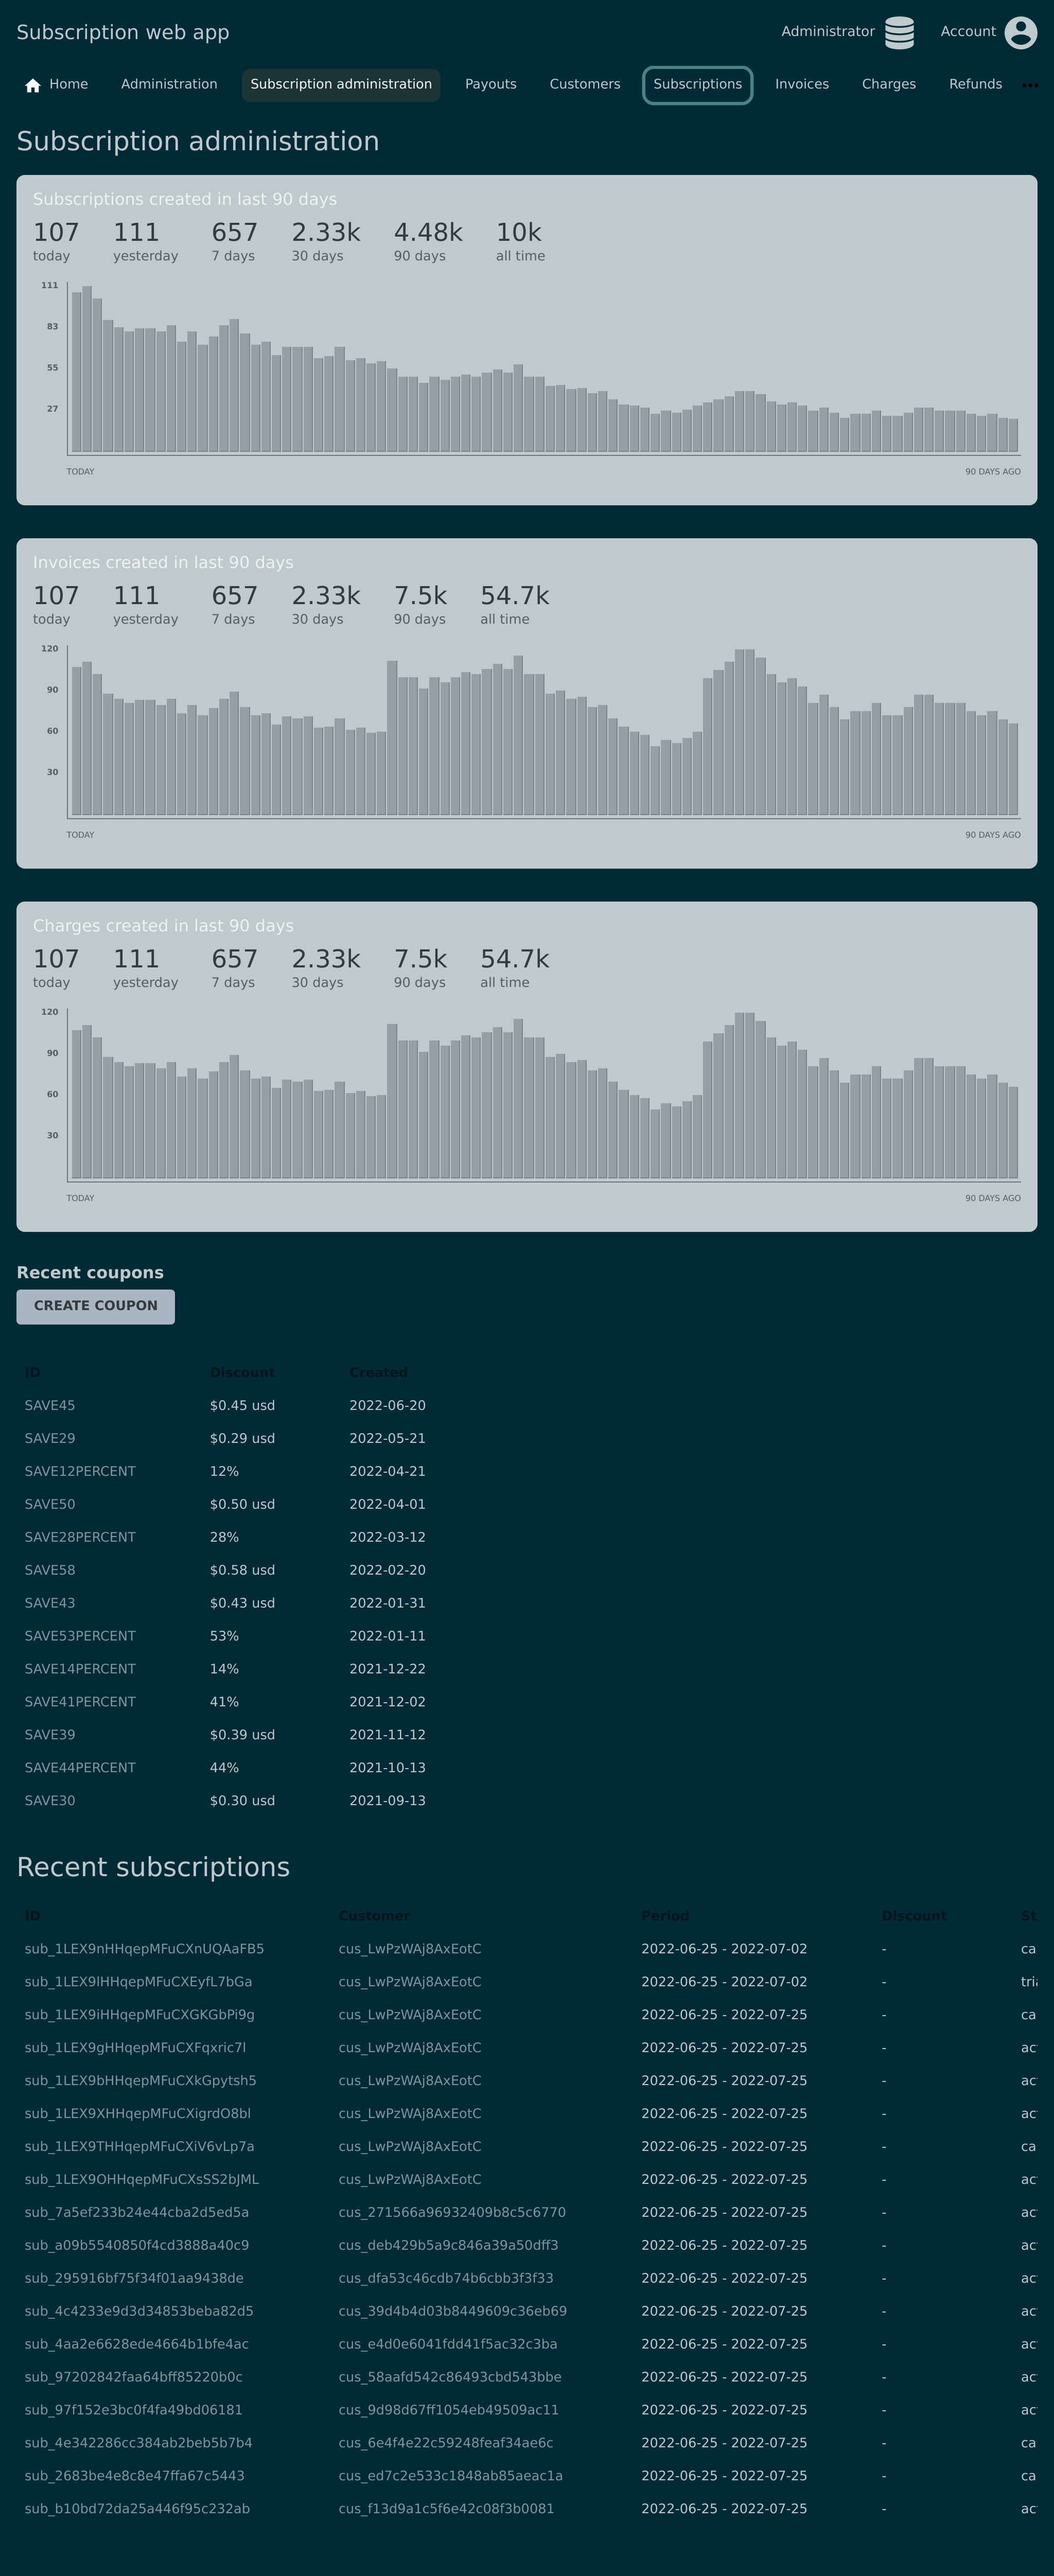 Subscription web app
Administrator Account
Home Administration Subscription administration Payouts Customers Subscriptions Invoices Charges Refunds •••
Subscription administration
Subscriptions created in last 90 days
107 111 657 2.33k 4.48k 10k
today yesterday 7 days 30 days 90 days all time
111
83
55
27
TODAY 90 DAYS AGO
Invoices created in last 90 days
107 111 657 2.33k 7.5k 54.7k
today yesterday 7 days 30 days 90 days all time
120
90
60
30
TODAY 90 DAYS AGO
Charges created in last 90 days
107 111 657 2.33k 7.5k 54.7k
today yesterday 7 days 30 days 90 days all time
120
90
60
30
TODAY 90 DAYS AGO
Recent coupons
CREATE COUPON
ID Discount Created
SAVE45 $0.45 usd 2022-06-20
SAVE29 $0.29 usd 2022-05-21
SAVE12PERCENT 12% 2022-04-21
SAVE50 $0.50 usd 2022-04-01
SAVE28PERCENT 28% 2022-03-12
SAVE58 $0.58 usd 2022-02-20
SAVE43 $0.43 usd 2022-01-31
SAVE53PERCENT 53% 2022-01-11
SAVE14PERCENT 14% 2021-12-22
SAVE41PERCENT 41% 2021-12-02
SAVE39 $0.39 usd 2021-11-12
SAVE44PERCENT 44% 2021-10-13
SAVE30 $0.30 usd 2021-09-13
Recent subscriptions
ID Customer Period Discount St
sub_1LEX9nHHqepMFuCXnUQAaFB5 cus_LwPzWAj8AxEotC 2022-06-25 - 2022-07-02 - ca
sub_1LEX9lHHqepMFuCXEyfL7bGa cus_LwPzWAj8AxEotC 2022-06-25 - 2022-07-02 - tria
sub_1LEX9iHHqepMFuCXGKGbPi9g cus_LwPzWAj8AxEotC 2022-06-25 - 2022-07-25 - ca
sub_1LEX9gHHqepMFuCXFqxric7l cus_LwPzWAj8AxEotC 2022-06-25 - 2022-07-25 - act
sub_1LEX9bHHqepMFuCXkGpytsh5 cus_LwPzWAj8AxEotC 2022-06-25 - 2022-07-25 - act
sub_1LEX9XHHqepMFuCXigrdO8bl cus_LwPzWAj8AxEotC 2022-06-25 - 2022-07-25 - act
sub_1LEX9THHqepMFuCXiV6vLp7a cus_LwPzWAj8AxEotC 2022-06-25 - 2022-07-25 - ca
sub_1LEX9OHHqepMFuCXsSS2bJML cus_LwPzWAj8AxEotC 2022-06-25 - 2022-07-25 - act
sub_7a5ef233b24e44cba2d5ed5a cus_271566a96932409b8c5c6770 2022-06-25 - 2022-07-25 - act
sub_a09b5540850f4cd3888a40c9 cus_deb429b5a9c846a39a50dff3 2022-06-25 - 2022-07-25 - act
sub_295916bf75f34f01aa9438de cus_dfa53c46cdb74b6cbb3f3f33 2022-06-25 - 2022-07-25 - act
sub_4c4233e9d3d34853beba82d5 cus_39d4b4d03b8449609c36eb69 2022-06-25 - 2022-07-25 - act
sub_4aa2e6628ede4664b1bfe4ac cus_e4d0e6041fdd41f5ac32c3ba 2022-06-25 - 2022-07-25 - act
sub_97202842faa64bff85220b0c cus_58aafd542c86493cbd543bbe 2022-06-25 - 2022-07-25 - act
sub_97f152e3bc0f4fa49bd06181 cus_9d98d67ff1054eb49509ac11 2022-06-25 - 2022-07-25 - act
sub_4e342286cc384ab2beb5b7b4 cus_6e4f4e22c59248feaf34ae6c 2022-06-25 - 2022-07-25 - ca
sub_2683be4e8c8e47ffa67c5443 cus_ed7c2e533c1848ab85aeac1a 2022-06-25 - 2022-07-25 - ca
sub_b10bd72da25a446f95c232ab cus_f13d9a1c5f6e42c08f3b0081 2022-06-25 - 2022-07-25 - act